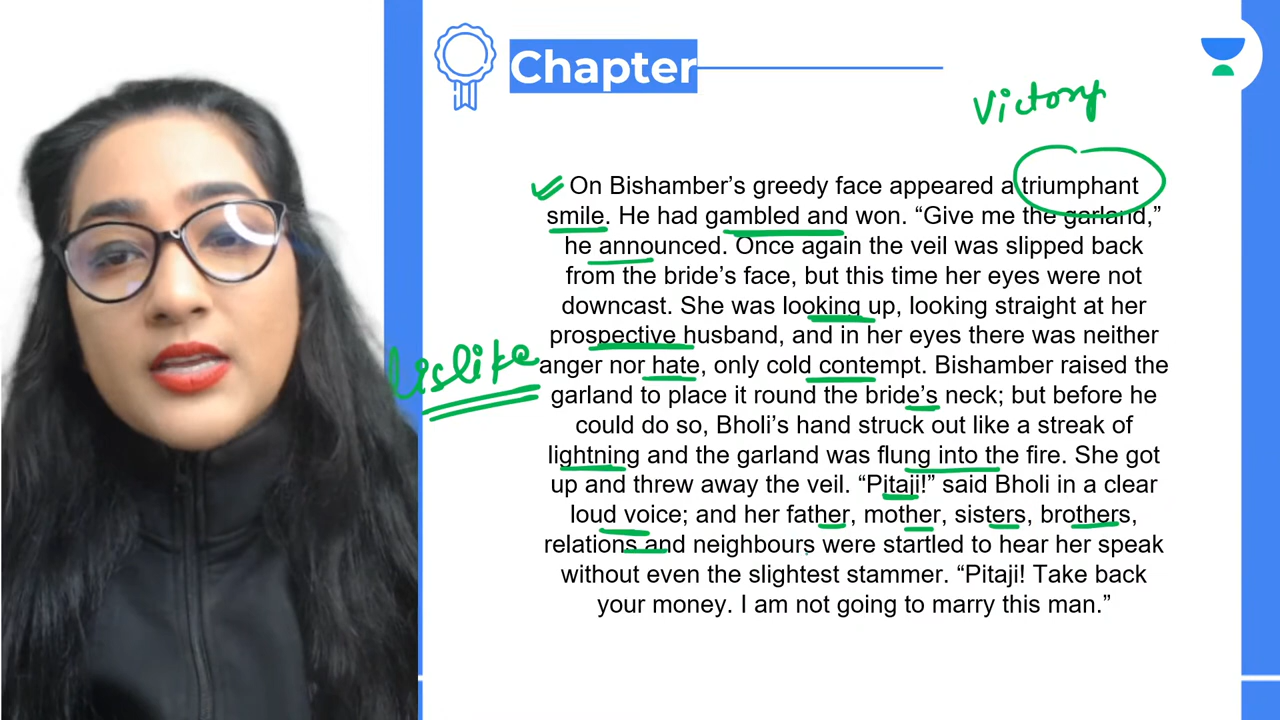 Chapter
Victory
On Bishamber’s greedy face appeared a triumphant
smile. He had gambled and won. “Give me the garland,”
he announced. Once again the veil was slipped back
from the bride’s face, but this time her eyes were not
downcast. She was looking up, looking straight at her
prospective husband, and in her eyes there was neither
dislike
anger nor hate, only cold contempt. Bishamber raised the
garland to place it round the bride’s neck; but before he
could do so, Bholi’s hand struck out like a streak of
lightning and the garland was flung into the fire. She got
up and threw away the veil. “Pitaji!” said Bholi in a clear
loud voice; and her father, mother, sisters, brothers,
relations and neighbours were startled to hear her speak
without even the slightest stammer. “Pitaji! Take back
your money. I am not going to marry this man.”